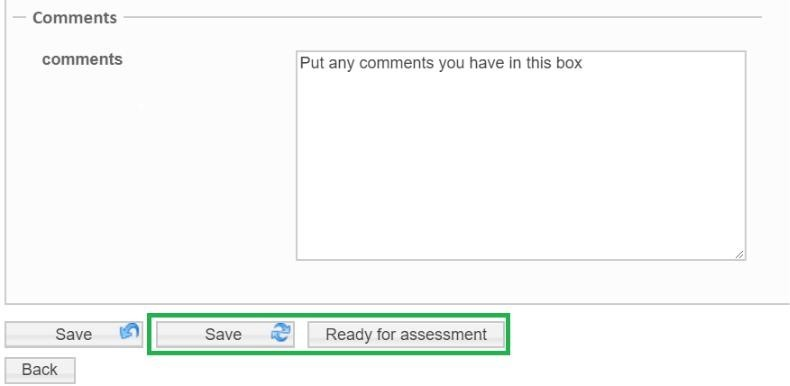 Comments
comments
Put any comments you have in this box
Save
Save
Ready for assessment
Back